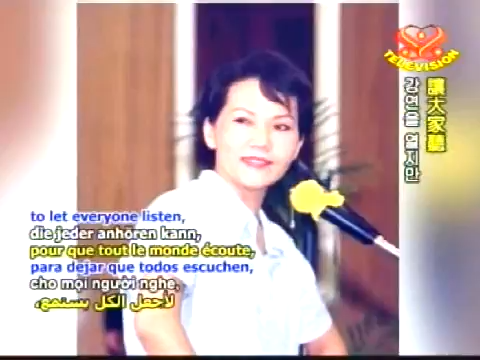 TELEVISION
讓大家聽
강연을 열지만
to let everyone listen,
die jeder anhören kann,
pour que tout le monde écoute,
para dejar que todos escuchen,
cho mọi người nghe.
لأجعل الكل يستمع،